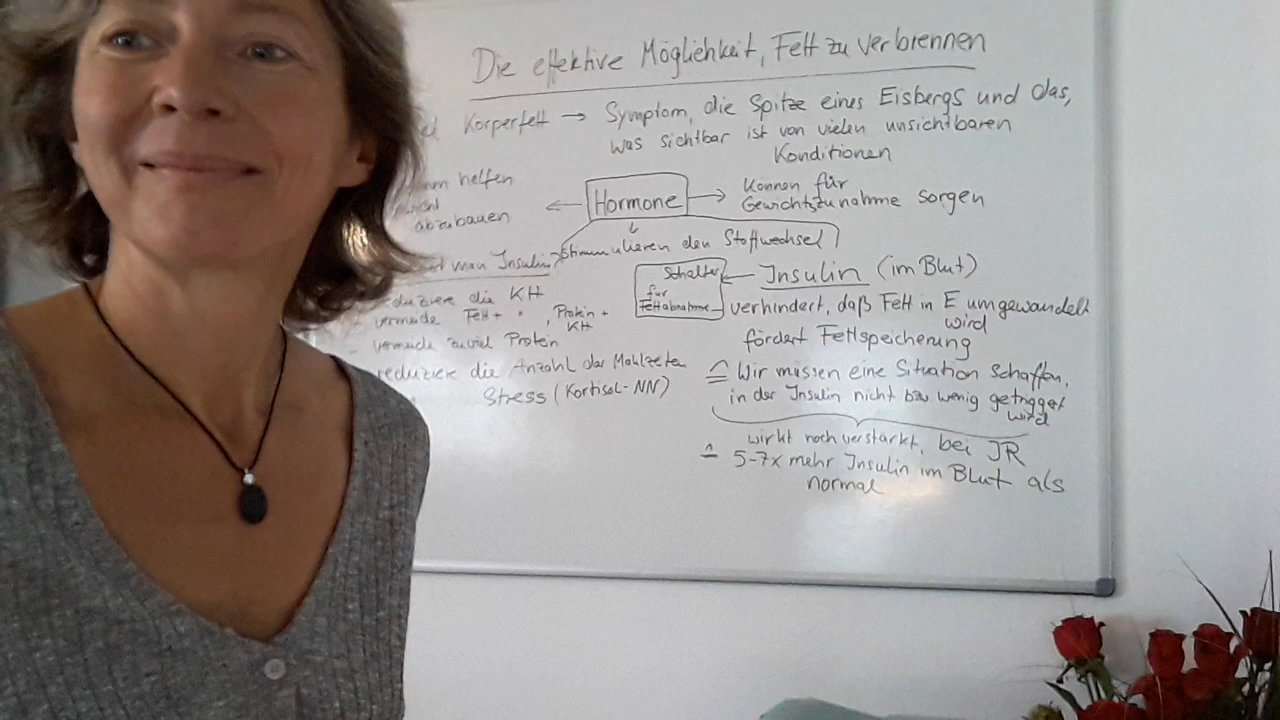 Die effektive Möglichkeit, Fett zu verbrennen
Körperfett → Symptom, die Spitze eines Eisbergs und das,
was sichtbar ist von vielen unsichtbaren
Konditionen
helfen
abzubauen
← Hormone →
Können für
Gewichtszunahme sorgen
↓
Stimmulieren den Stoffwechsel
man Insulin?
reduziere die KH
vermeide Fett + " , Protein +
KH
vermeide zuviel Protein
reduziere die Anzahl der Mahlzeiten
Stress (Kortisol-NN)
Schalter
für
Fettabnahme
← Insulin (im Blut)
verhindert, daß Fett in E umgewandelt
wird
fördert Fettspeicherung
≙ Wir müssen eine Situation schaffen,
in der Insulin nicht bzw wenig getriggert
wird
wirkt noch verstärkt, bei JR
≙ 5-7x mehr Insulin im Blut als
normal